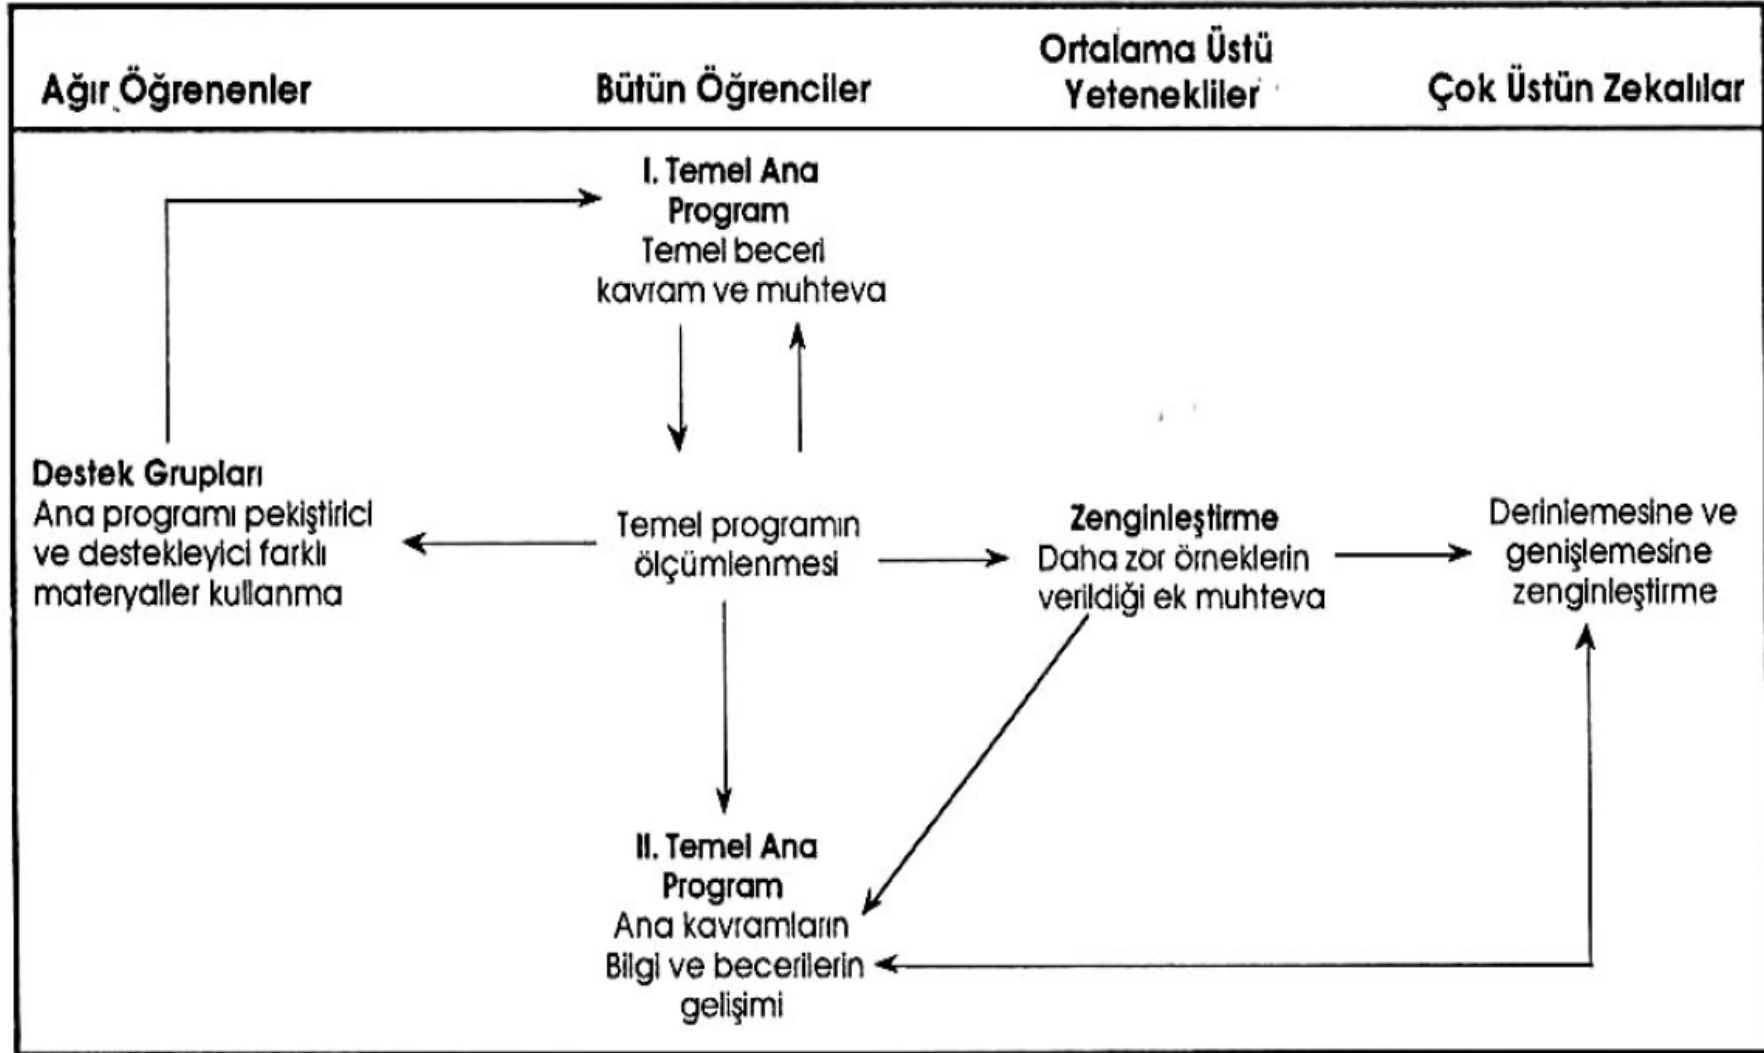 Ağır Öğrenenler
Bütün Öğrenciler
Ortalama Üstü
Yetenekliler
Çok Üstün Zekalılar
I. Temel Ana
Program
Temel beceri
kavram ve muhteva
Destek Grupları
Ana programı pekiştirici
ve destekleyici farklı
materyaller kullanma
Temel programın
ölçümlenmesi
Zenginleştirme
Daha zor örneklerin
verildiği ek muhteva
Derinlemesine ve
genişlemesine
zenginleştirme
II. Temel Ana
Program
Ana kavramların
Bilgi ve becerilerin
gelişimi